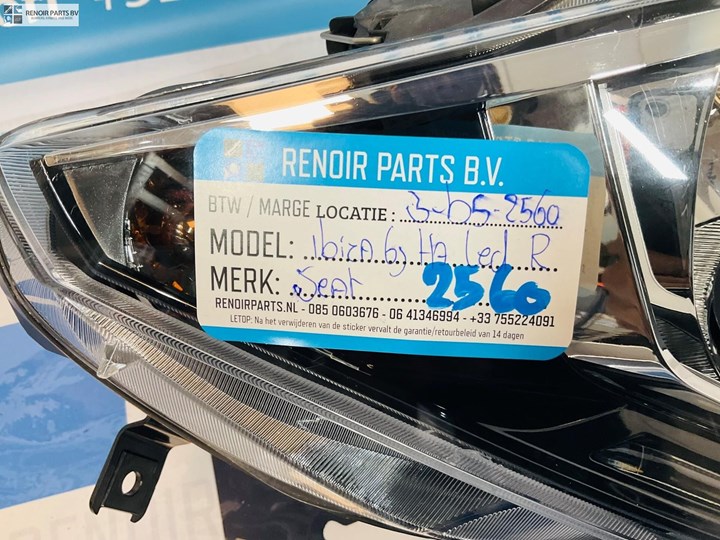 RENOIR PARTS BV
RENOIR PARTS B.V.
BTW / MARGE LOCATIE : 3-b5-2560
MODEL: ibizA 6J H7 Led R
MERK: Seat 2560
RENOIRPARTS.NL - 085 0603676 - 06 41346994 - +33 755224091
LETOP: Na het verwijderen van de sticker vervalt de garantie/retourbeleid van 14 dagen